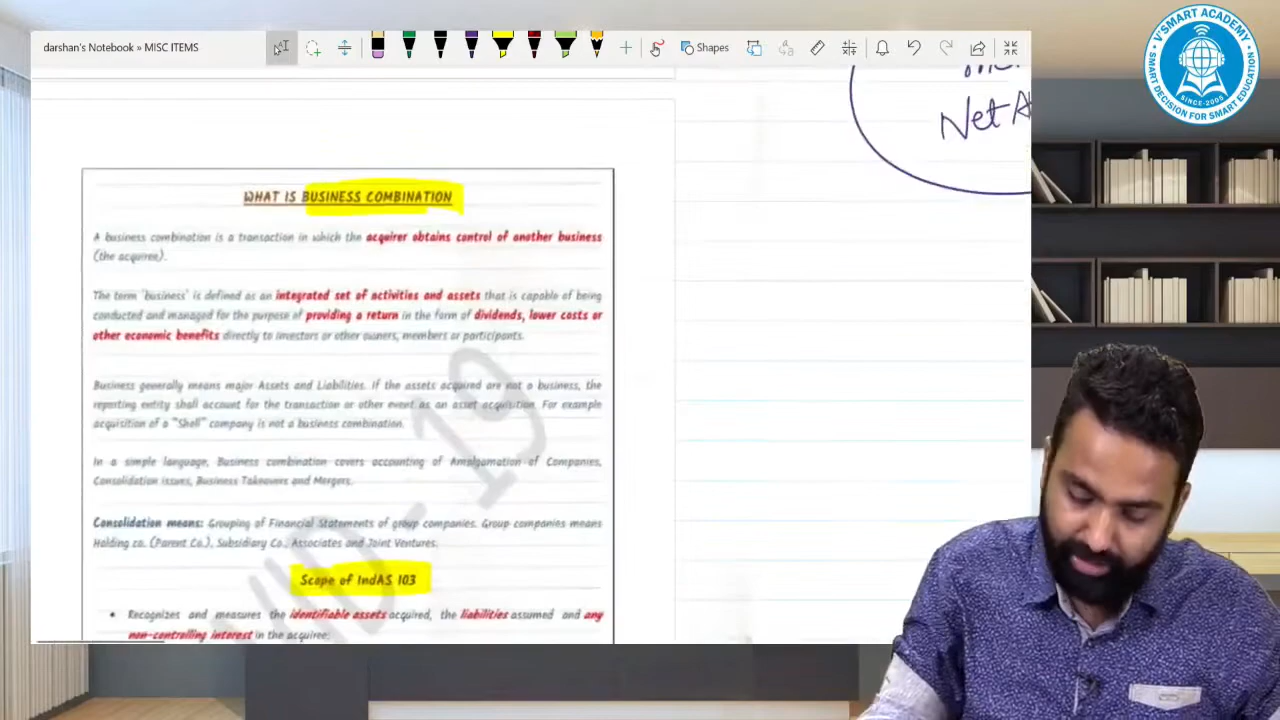 darshan's Notebook » MISC ITEMS
Shapes
V'SMART ACADEMY
SINCE-2005
SMART DECISION FOR SMART EDUCATION
Net A
WHAT IS BUSINESS COMBINATION
A business combination is a transaction in which the acquirer obtains control of another business
(the acquiree).
The term 'business' is defined as an integrated set of activities and assets that is capable of being
conducted and managed for the purpose of providing a return in the form of dividends, lower costs or
other economic benefits directly to investors or other owners, members or participants.
Business generally means major Assets and Liabilities. If the assets acquired are not a business, the
reporting entity shall account for the transaction or other event as an asset acquisition. For example
acquisition of a "Shell" company is not a business combination.
In a simple language, Business combination covers accounting of Amalgamation of Companies,
Consolidation issues, Business Takeovers and Mergers.
Consolidation means: Grouping of Financial Statements of group companies. Group companies means
Holding co. (Parent Co.), Subsidiary Co., Associates and Joint Ventures.
Scope of IndAS 103
• Recognizes and measures the identifiable assets acquired, the liabilities assumed and any
non-controlling interest in the acquiree;